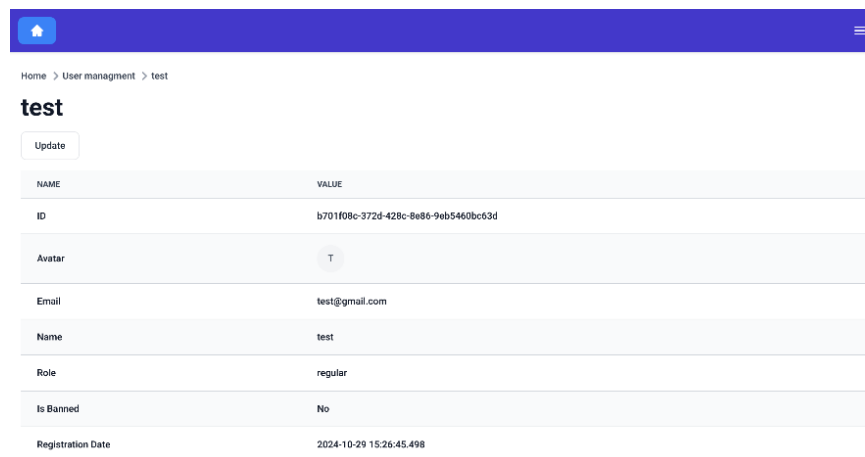 Home > User managment > test
test
Update
NAME VALUE
ID b701f08c-372d-428c-8e86-9eb5460bc63d
Avatar T
Email test@gmail.com
Name test
Role regular
Is Banned No
Registration Date 2024-10-29 15:26:45.498